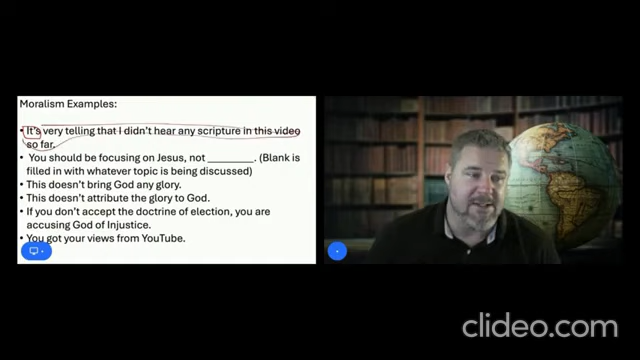 Moralism Examples:
• It's very telling that I didn't hear any scripture in this video
so far.
• You should be focusing on Jesus, not ________. (Blank is
filled in with whatever topic is being discussed)
• This doesn't bring God any glory.
• This doesn't attribute the glory to God.
• If you don't accept the doctrine of election, you are
accusing God of Injustice.
• You got your views from YouTube.
clideo.com